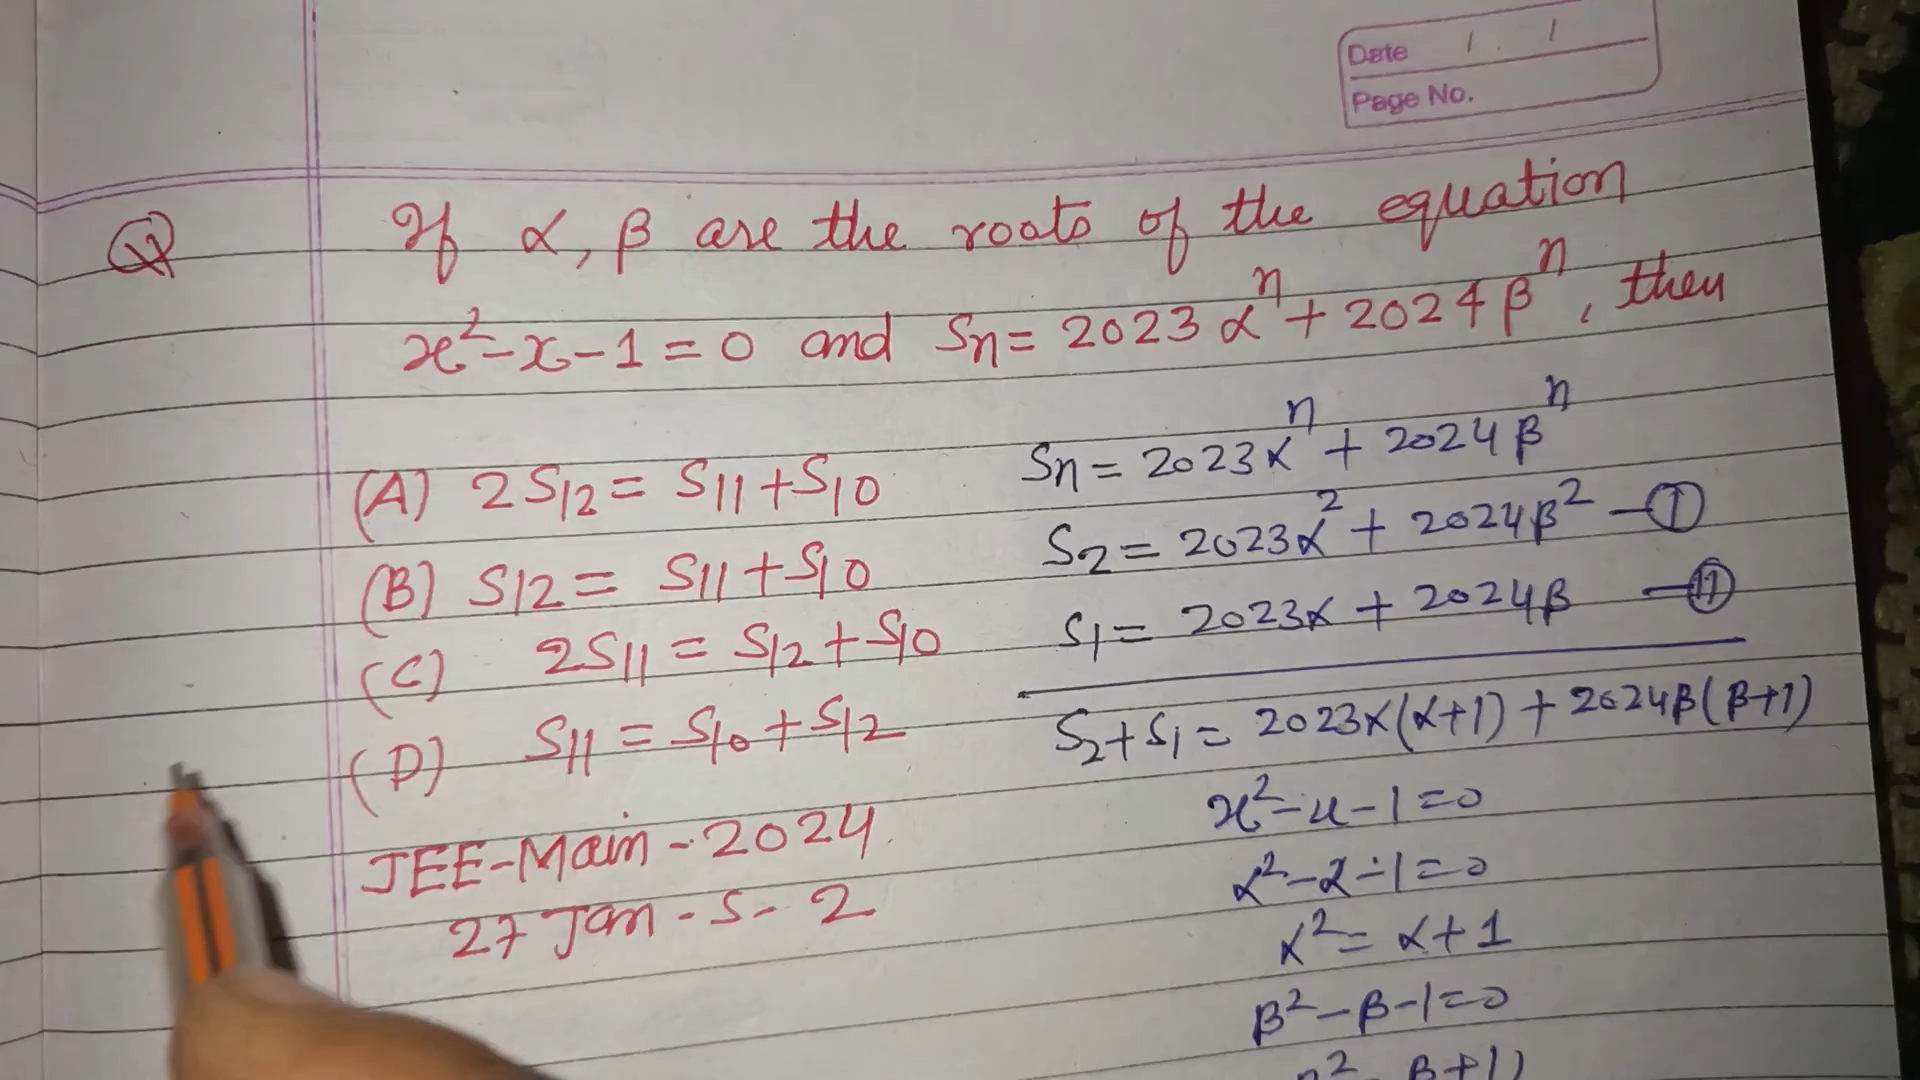 Date / . /
Page No.
Q If α, β are the roots of the equation
x² - x - 1 = 0 and Sn = 2023 αⁿ + 2024 βⁿ, then
(A) 2S12 = S11 + S10
(B) S12 = S11 + S10
(C) 2S11 = S12 + S10
(D) S11 = S10 + S12
JEE-Main - 2024
27 Jan - S - 2
Sn = 2023αⁿ + 2024βⁿ
S2 = 2023α² + 2024β² — (I)
S1 = 2023α + 2024β — (II)
S2 + S1 = 2023α(α+1) + 2024β(β+1)
x² - x - 1 = 0
α² - α - 1 = 0
α² = α + 1
β² - β - 1 = 0
β+1